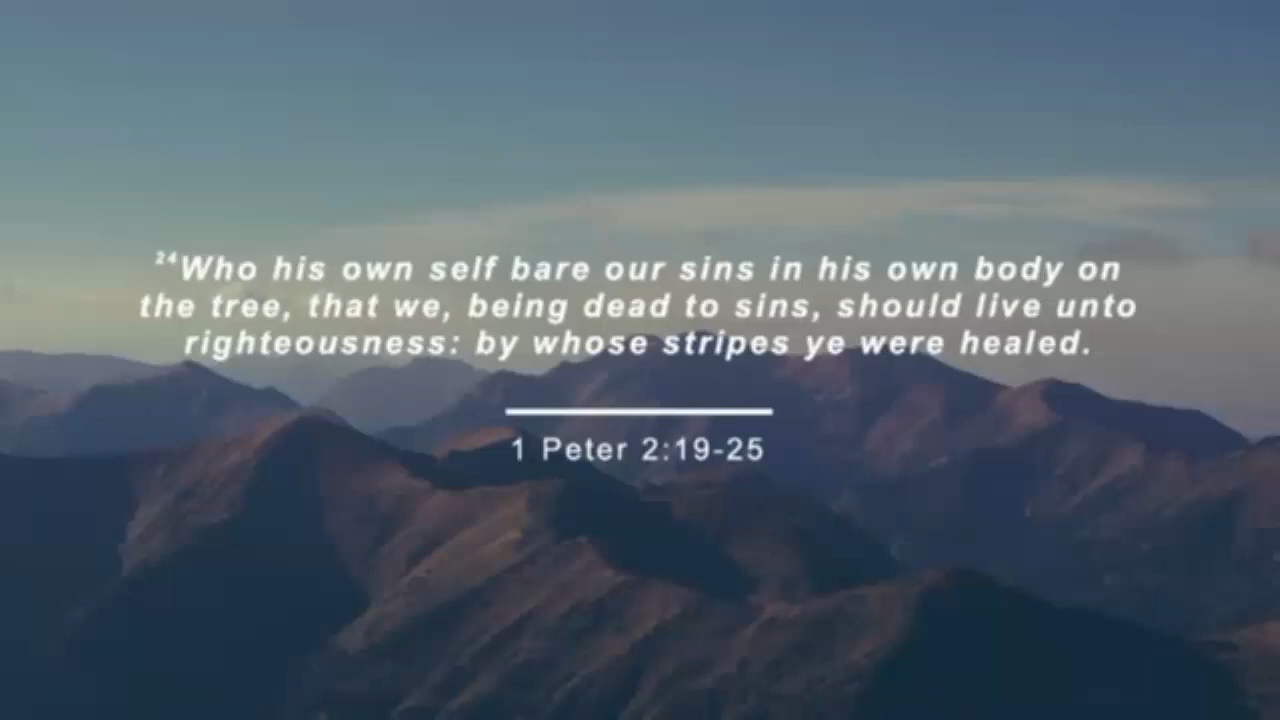 ²⁴Who his own self bare our sins in his own body on
the tree, that we, being dead to sins, should live unto
righteousness: by whose stripes ye were healed.
1 Peter 2:19-25